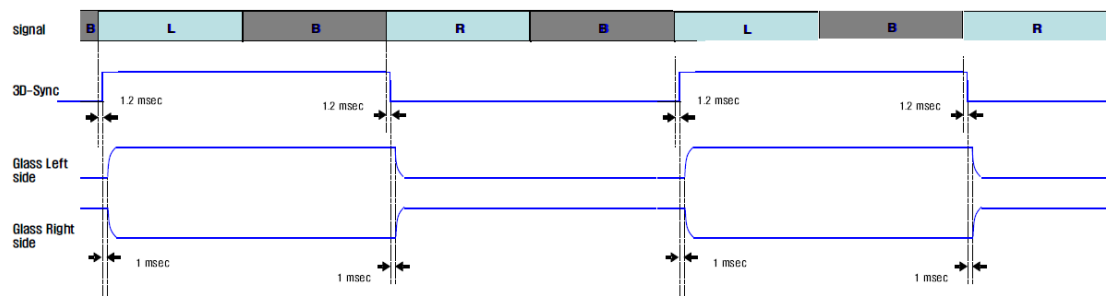 signal B L B R B L B R
3D-Sync
1.2 msec 1.2 msec 1.2 msec 1.2 msec
Glass Left
side
Glass Right
side
1 msec 1 msec 1 msec 1 msec